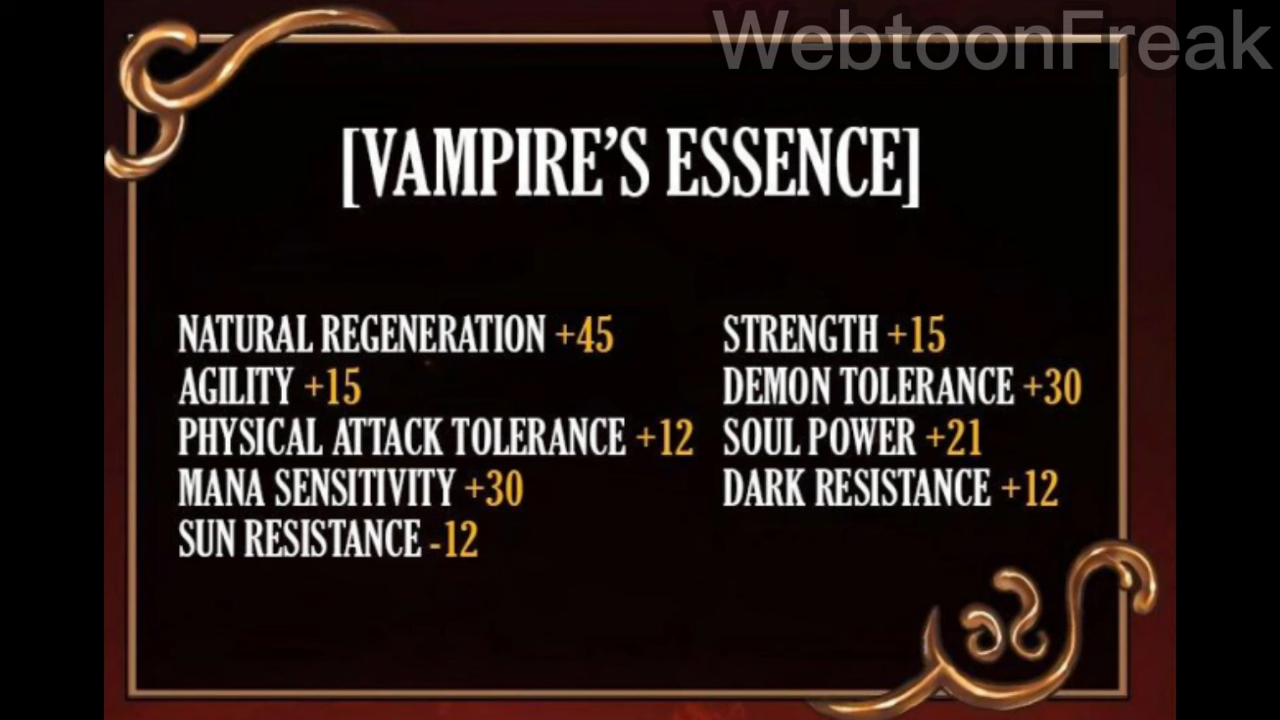 WebtoonFreak
[VAMPIRE'S ESSENCE]
NATURAL REGENERATION +45
AGILITY +15
PHYSICAL ATTACK TOLERANCE +12
MANA SENSITIVITY +30
SUN RESISTANCE -12
STRENGTH +15
DEMON TOLERANCE +30
SOUL POWER +21
DARK RESISTANCE +12